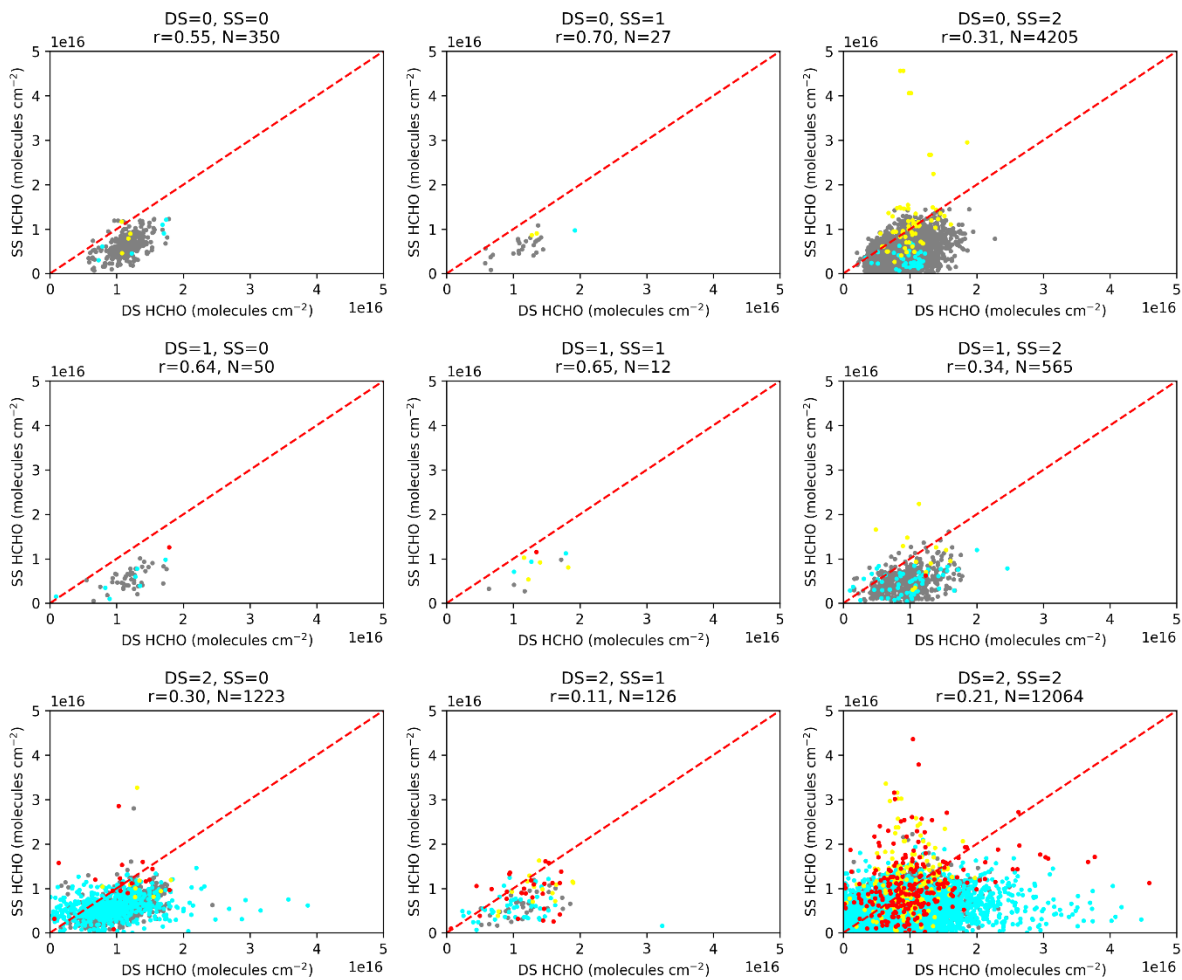 DS=0, SS=0
r=0.55, N=350
1e16
5
4
3
2
1
0
SS HCHO (molecules cm⁻²)
0 1 2 3 4 5
DS HCHO (molecules cm⁻²) 1e16
DS=0, SS=1
r=0.70, N=27
1e16
5
4
3
2
1
0
SS HCHO (molecules cm⁻²)
0 1 2 3 4 5
DS HCHO (molecules cm⁻²) 1e16
DS=0, SS=2
r=0.31, N=4205
1e16
5
4
3
2
1
0
SS HCHO (molecules cm⁻²)
0 1 2 3 4 5
DS HCHO (molecules cm⁻²) 1e16
DS=1, SS=0
r=0.64, N=50
1e16
5
4
3
2
1
0
SS HCHO (molecules cm⁻²)
0 1 2 3 4 5
DS HCHO (molecules cm⁻²) 1e16
DS=1, SS=1
r=0.65, N=12
1e16
5
4
3
2
1
0
SS HCHO (molecules cm⁻²)
0 1 2 3 4 5
DS HCHO (molecules cm⁻²) 1e16
DS=1, SS=2
r=0.34, N=565
1e16
5
4
3
2
1
0
SS HCHO (molecules cm⁻²)
0 1 2 3 4 5
DS HCHO (molecules cm⁻²) 1e16
DS=2, SS=0
r=0.30, N=1223
1e16
5
4
3
2
1
0
SS HCHO (molecules cm⁻²)
0 1 2 3 4 5
DS HCHO (molecules cm⁻²) 1e16
DS=2, SS=1
r=0.11, N=126
1e16
5
4
3
2
1
0
SS HCHO (molecules cm⁻²)
0 1 2 3 4 5
DS HCHO (molecules cm⁻²) 1e16
DS=2, SS=2
r=0.21, N=12064
1e16
5
4
3
2
1
0
SS HCHO (molecules cm⁻²)
0 1 2 3 4 5
DS HCHO (molecules cm⁻²) 1e16